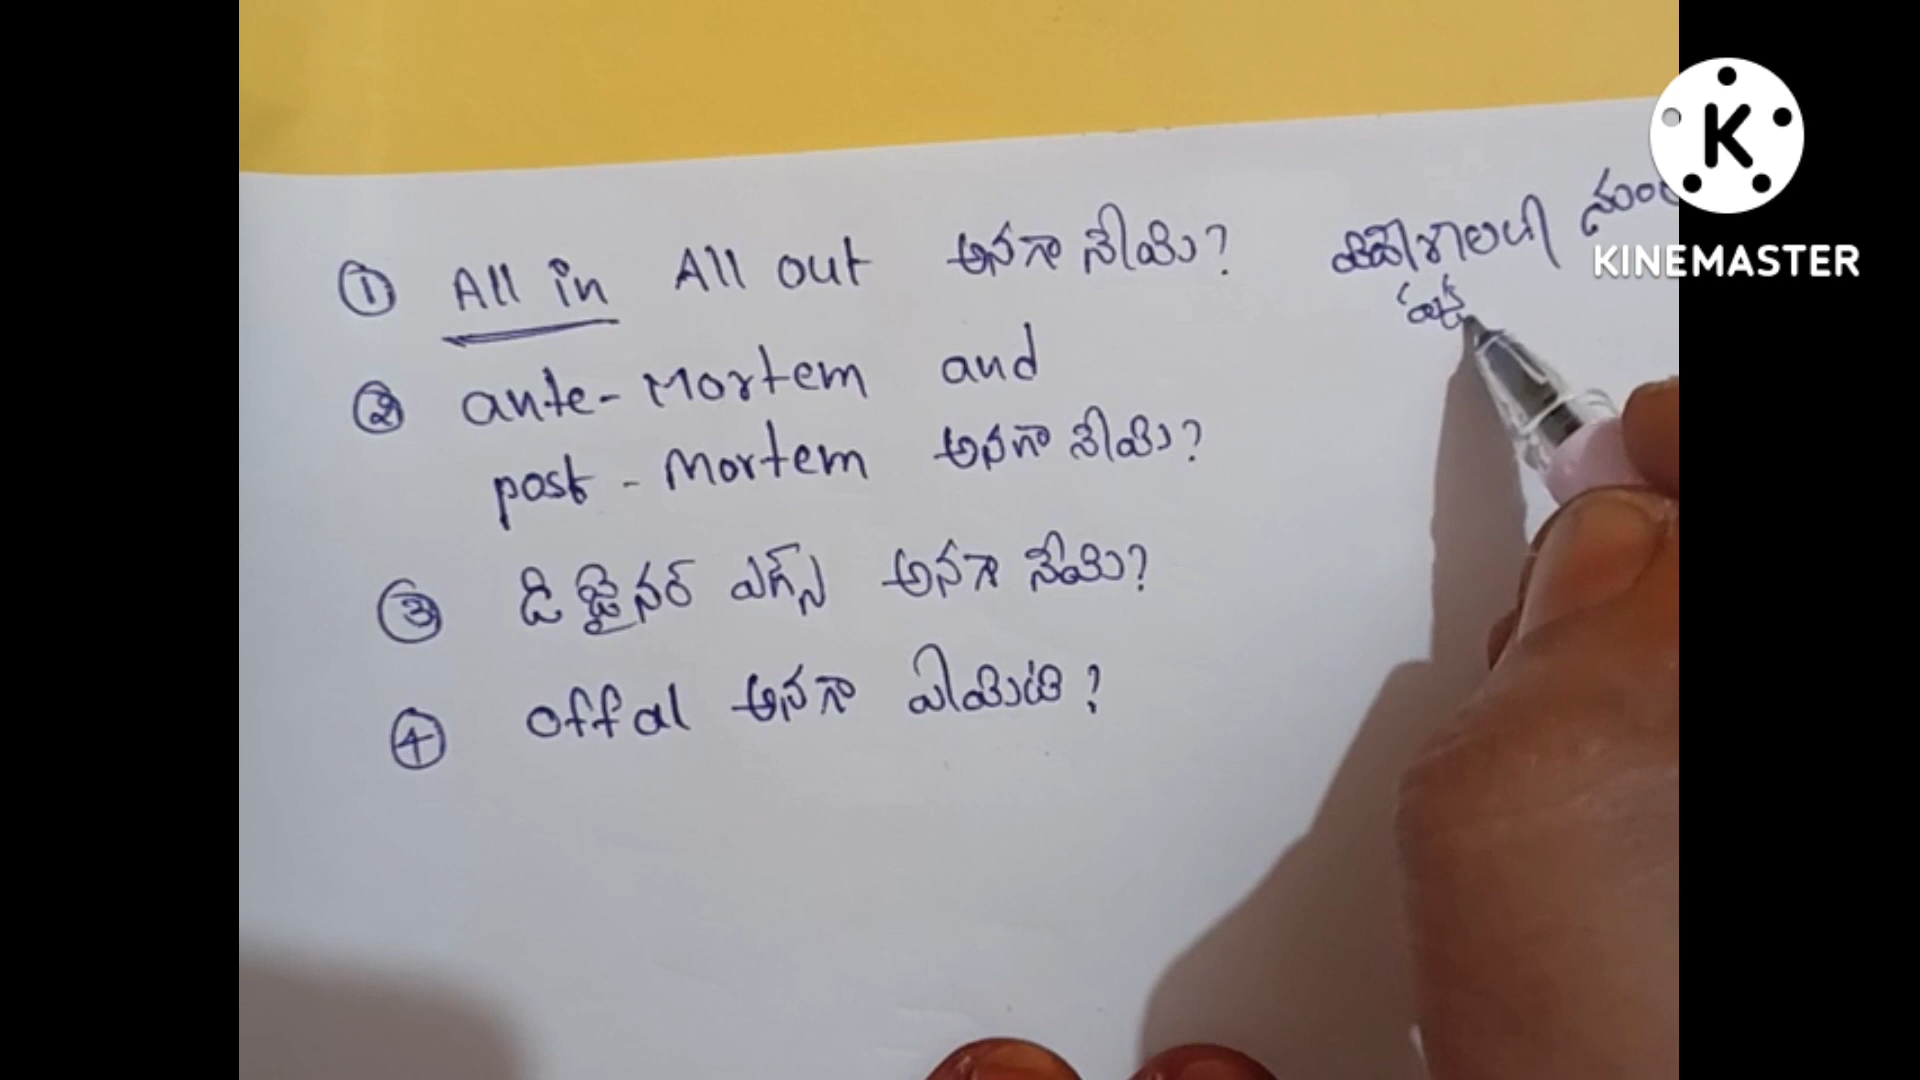 ① All in All out అనగానేమి?
② ante-Mortem and
post-Mortem అనగానేమి?
③ డిజైనర్ ఎగ్స్ అనగానేమి?
④ offal అనగా ఏమిటి?
KINEMASTER